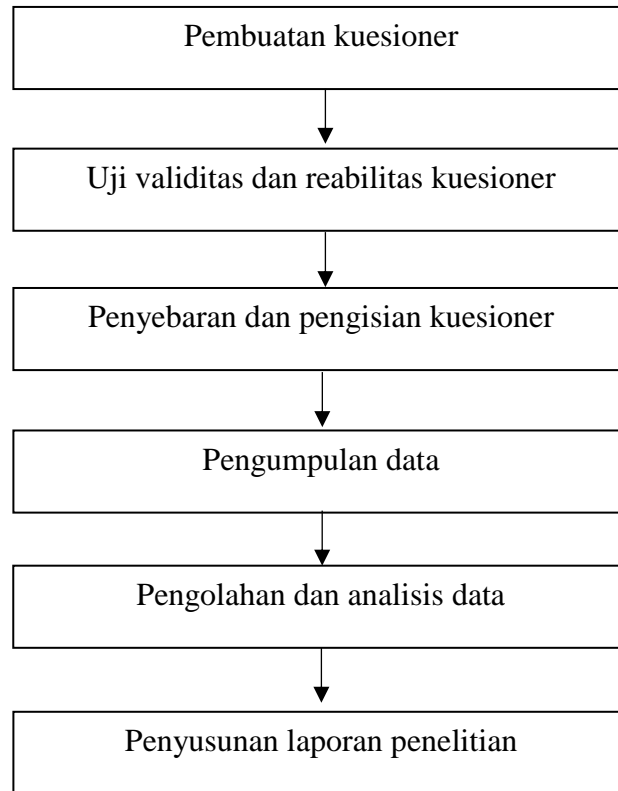 Pembuatan kuesioner
Uji validitas dan reabilitas kuesioner
Penyebaran dan pengisian kuesioner
Pengumpulan data
Pengolahan dan analisis data
Penyusunan laporan penelitian